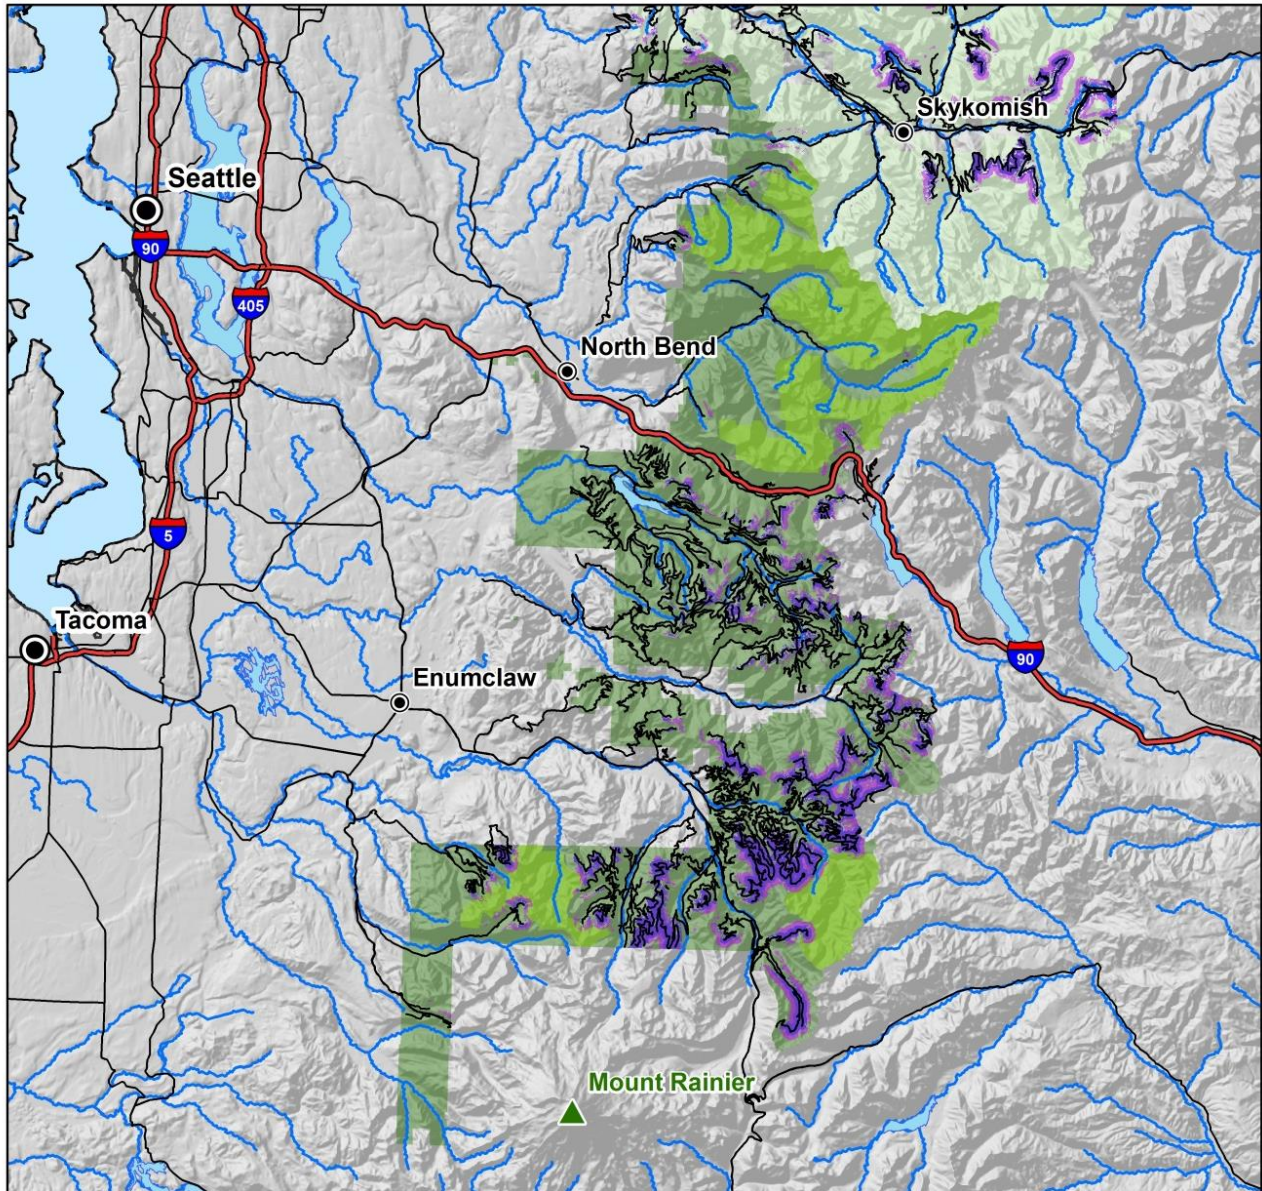 Skykomish
Seattle
90
405
North Bend
5
Tacoma
90
Enumclaw
Mount Rainier